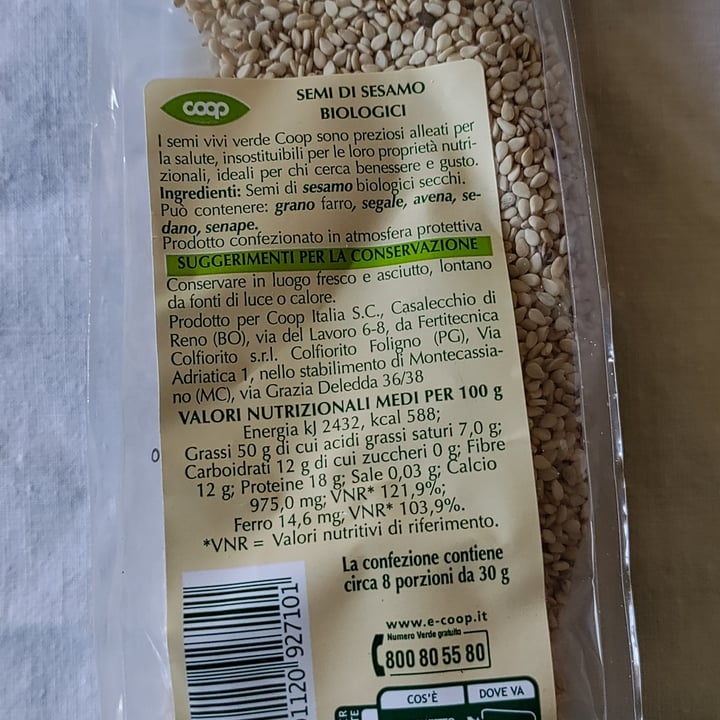 coop
SEMI DI SESAMO
BIOLOGICI
I semi vivi verde Coop sono preziosi alleati per
la salute, insostituibili per le loro proprietà nutri-
zionali, ideali per chi cerca benessere e gusto.
Ingredienti: Semi di sesamo biologici secchi.
Può contenere: grano farro, segale, avena, se-
dano, senape.
Prodotto confezionato in atmosfera protettiva
SUGGERIMENTI PER LA CONSERVAZIONE
Conservare in luogo fresco e asciutto, lontano
da fonti di luce o calore.
Prodotto per Coop Italia S.C., Casalecchio di
Reno (BO), via del Lavoro 6-8, da Fertitecnica
Colfiorito s.r.l. Colfiorito Foligno (PG), Via
Adriatica 1, nello stabilimento di Montecassia-
no (MC), via Grazia Deledda 36/38
VALORI NUTRIZIONALI MEDI PER 100 g
Energia kJ 2432, kcal 588;
Grassi 50 g di cui acidi grassi saturi 7,0 g;
Carboidrati 12 g di cui zuccheri 0 g; Fibre
12 g; Proteine 18 g; Sale 0,03 g; Calcio
975,0 mg; VNR* 121,9%;
Ferro 14,6 mg; VNR* 103,9%.
*VNR = Valori nutritivi di riferimento.
La confezione contiene
circa 8 porzioni da 30 g
www.e-coop.it
Numero Verde gratuito
800 80 55 80
1120 927101
COS'È
DOVE VA